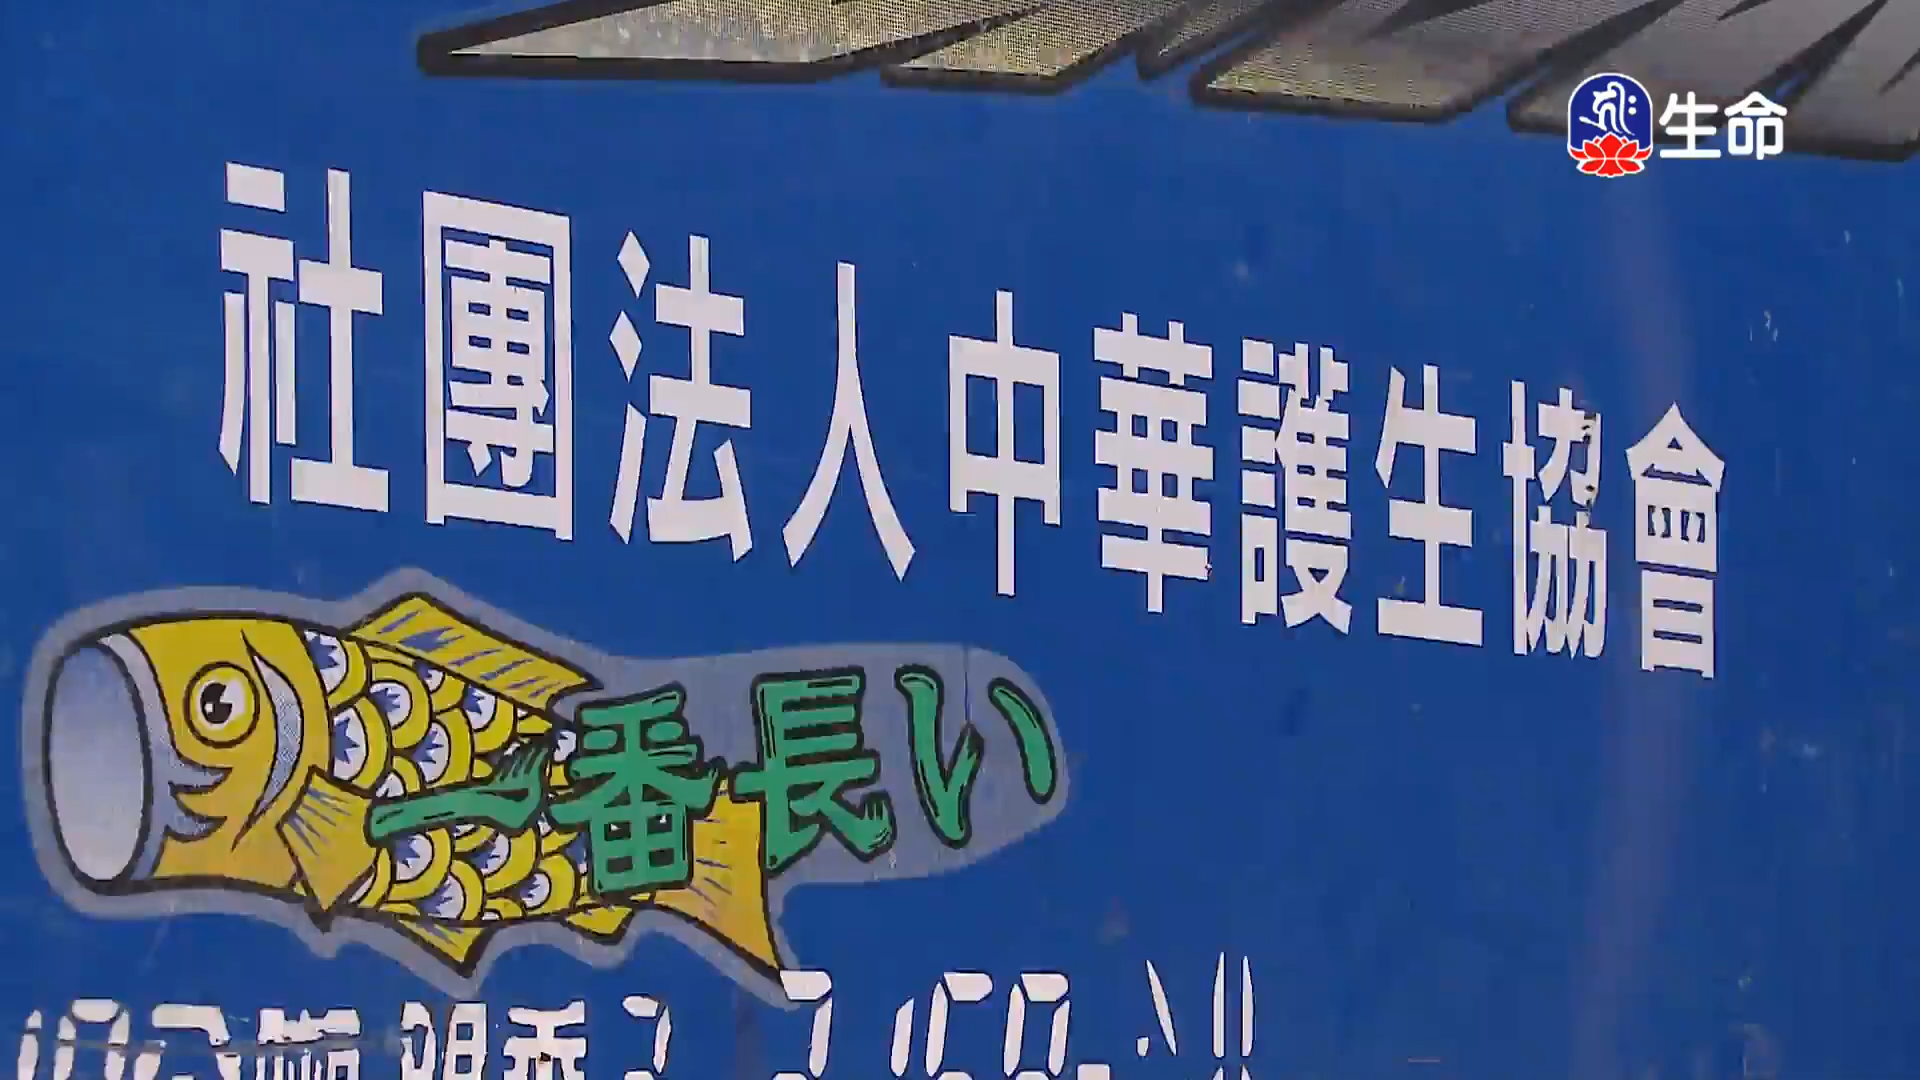 生命
社團法人中華護生協會
一番長い